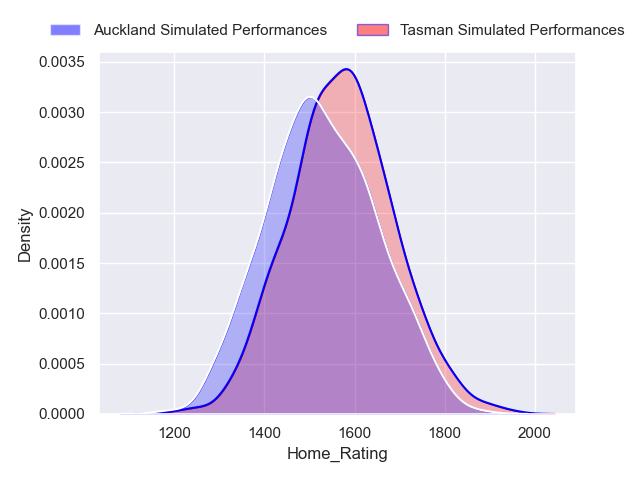 Auckland Simulated Performances Tasman Simulated Performances
0.0035
0.0030
0.0025
0.0020
0.0015
0.0010
0.0005
0.0000
Density
1200 1400 1600 1800 2000
Home_Rating